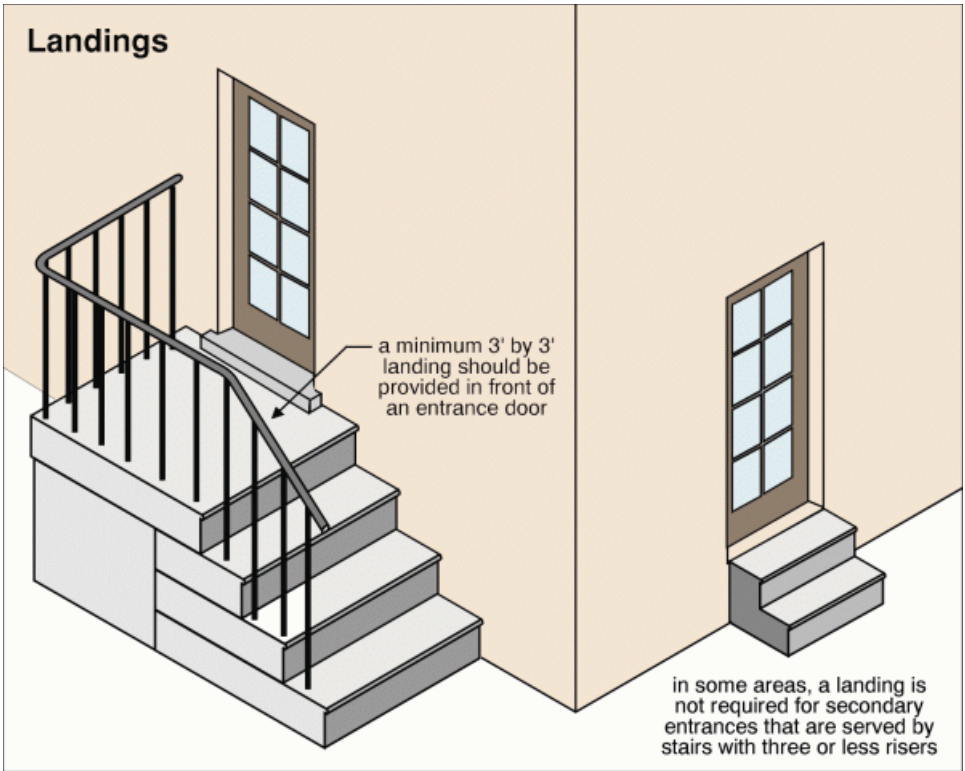 Landings
a minimum 3' by 3'
landing should be
provided in front of
an entrance door
in some areas, a landing is
not required for secondary
entrances that are served by
stairs with three or less risers